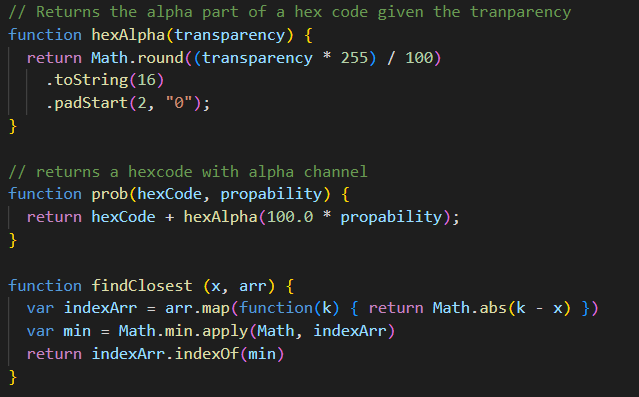 // Returns the alpha part of a hex code given the tranparency
function hexAlpha(transparency) {
  return Math.round((transparency * 255) / 100)
    .toString(16)
    .padStart(2, "0");
}

// returns a hexcode with alpha channel
function prob(hexCode, propability) {
  return hexCode + hexAlpha(100.0 * propability);
}

function findClosest (x, arr) {
  var indexArr = arr.map(function(k) { return Math.abs(k - x) })
  var min = Math.min.apply(Math, indexArr)
  return indexArr.indexOf(min)
}